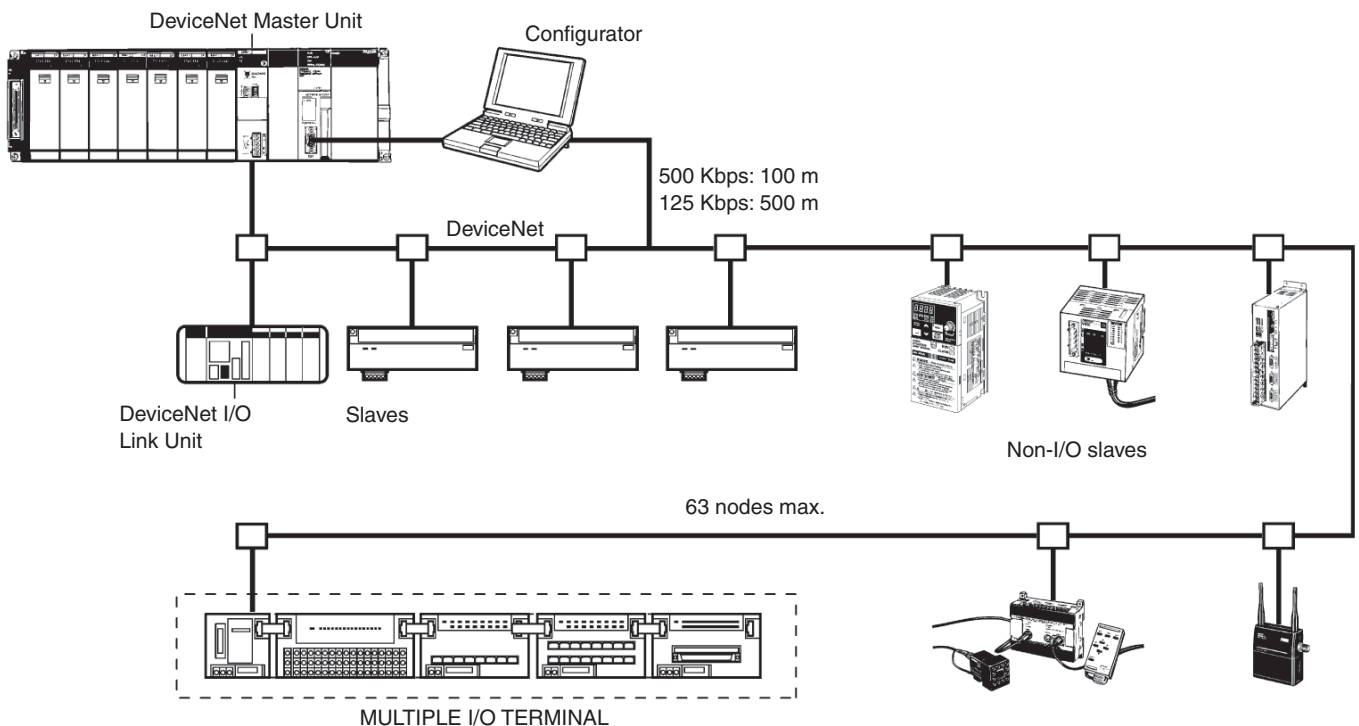 DeviceNet Master Unit
Configurator
500 Kbps: 100 m
125 Kbps: 500 m
DeviceNet
DeviceNet I/O
Link Unit
Slaves
Non-I/O slaves
63 nodes max.
MULTIPLE I/O TERMINAL